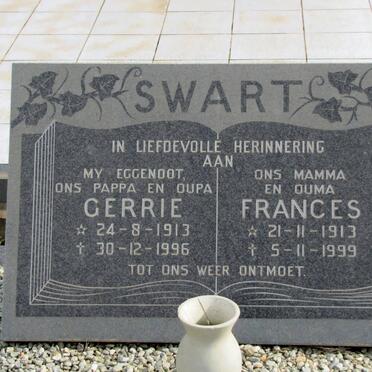 SWART
IN LIEFDEVOLLE HERINNERING
AAN
MY EGGENOOT,
ONS PAPPA EN OUPA
GERRIE
☆ 24-8-1913
† 30-12-1996
ONS MAMMA
EN OUMA
FRANCES
☆ 21-11-1913
† 5-11-1999
TOT ONS WEER ONTMOET.